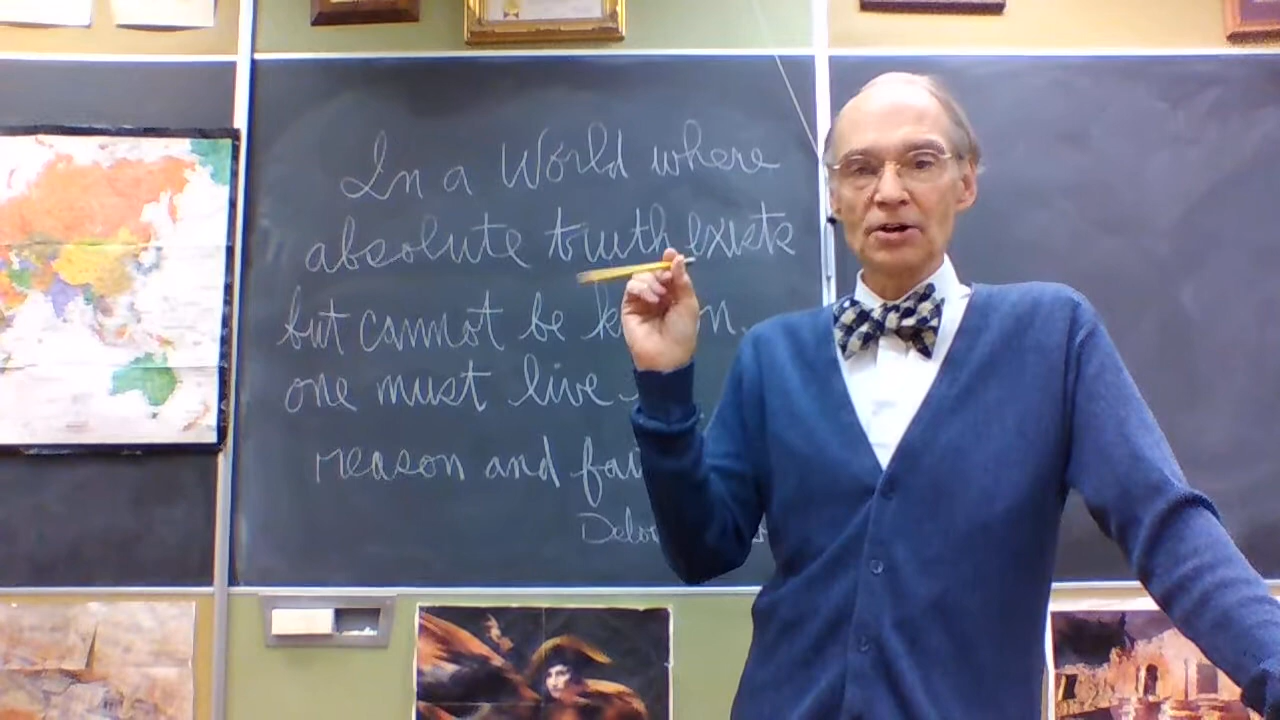 In a World where
absolute truth exists
but cannot be
one must live
reason and